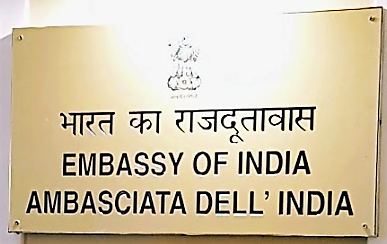 भारत का राजदूतावास
EMBASSY OF INDIA
AMBASCIATA DELL' INDIA